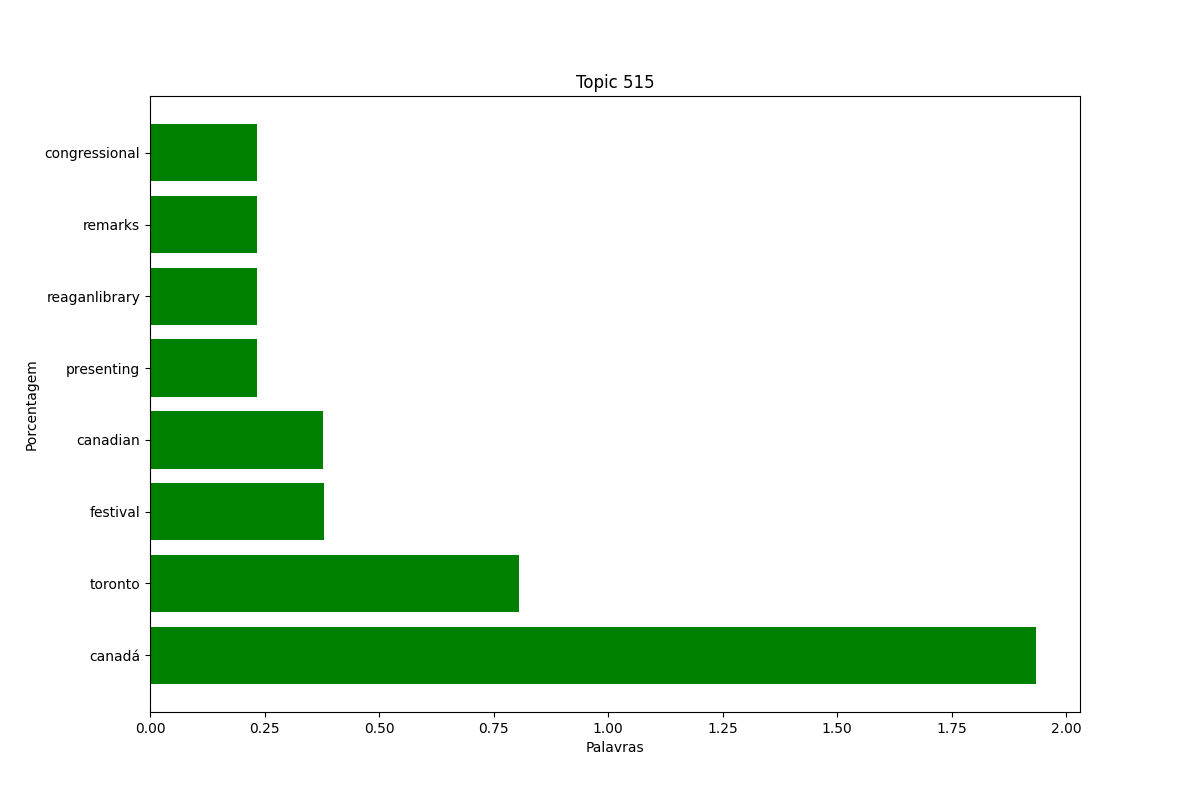 Topic 515
congressional
remarks
reaganlibrary
presenting
canadian
festival
toronto
canadá
Porcentagem
0.00 0.25 0.50 0.75 1.00 1.25 1.50 1.75 2.00
Palavras